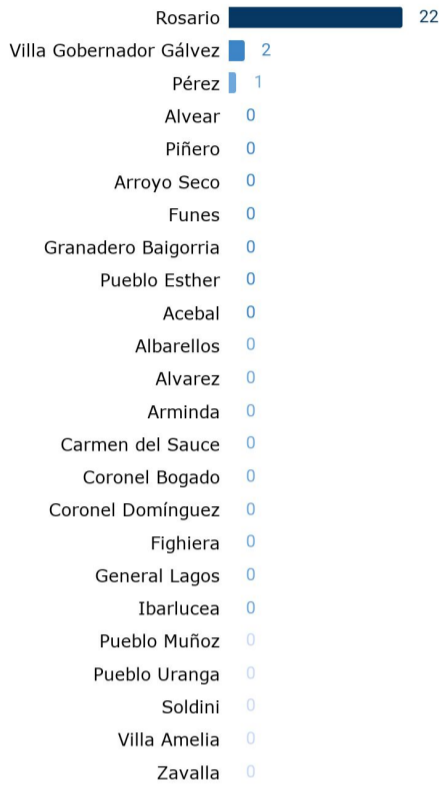 Rosario 22
Villa Gobernador Gálvez 2
Pérez 1
Alvear 0
Piñero 0
Arroyo Seco 0
Funes 0
Granadero Baigorria 0
Pueblo Esther 0
Acebal 0
Albarellos 0
Alvarez 0
Arminda 0
Carmen del Sauce 0
Coronel Bogado 0
Coronel Domínguez 0
Fighiera 0
General Lagos 0
Ibarlucea 0
Pueblo Muñoz 0
Pueblo Uranga 0
Soldini 0
Villa Amelia 0
Zavalla 0